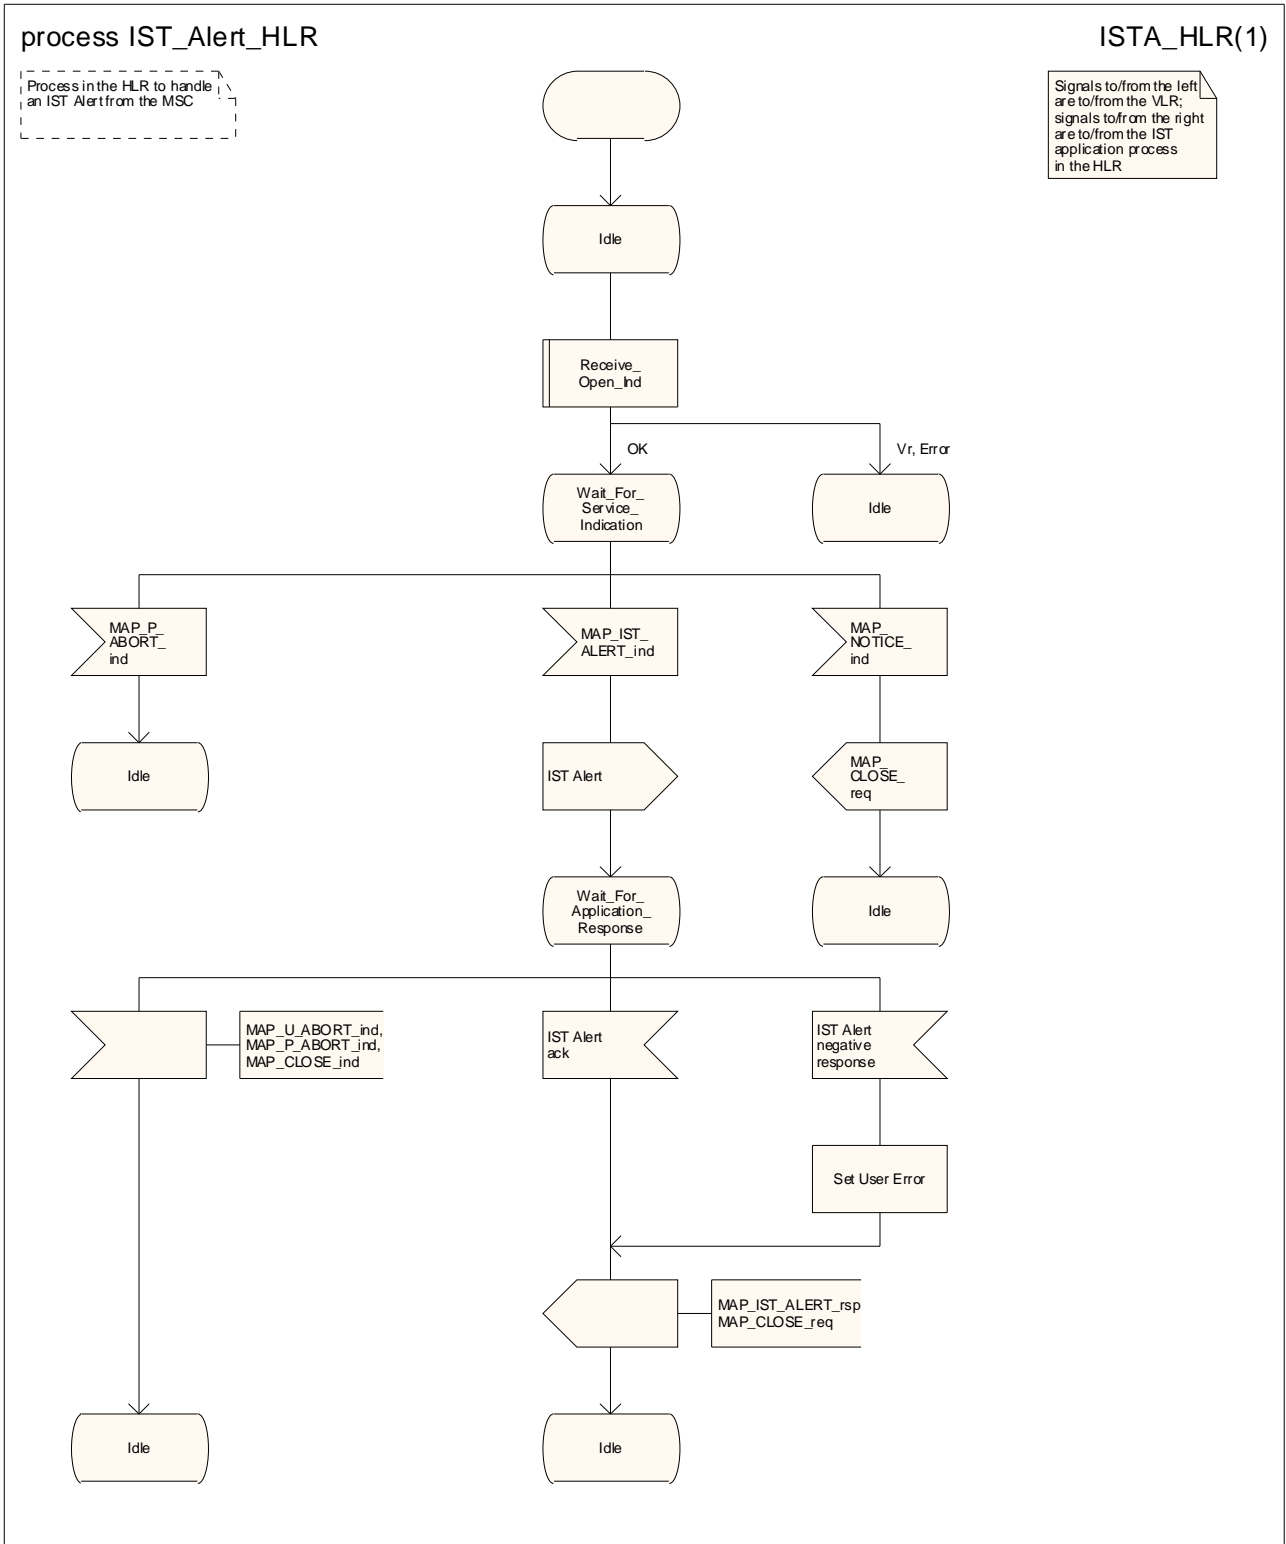 process IST_Alert_HLR
ISTA_HLR(1)
Process in the HLR to handle
an IST Alert from the MSC
Signals to/from the left
are to/from the VLR;
signals to/from the right
are to/from the IST
application process
in the HLR
Idle
Receive_
Open_Ind
OK
Vr, Error
Wait_For_
Service_
Indication
Idle
MAP_P_
ABORT_
ind
MAP_IST_
ALERT_ind
MAP_
NOTICE_
ind
Idle
IST Alert
MAP_
CLOSE_
req
Wait_For_
Application_
Response
Idle
MAP_U_ABORT_ind,
MAP_P_ABORT_ind,
MAP_CLOSE_ind
IST Alert
ack
IST Alert
negative
response
Set User Error
MAP_IST_ALERT_rsp
MAP_CLOSE_req
Idle
Idle